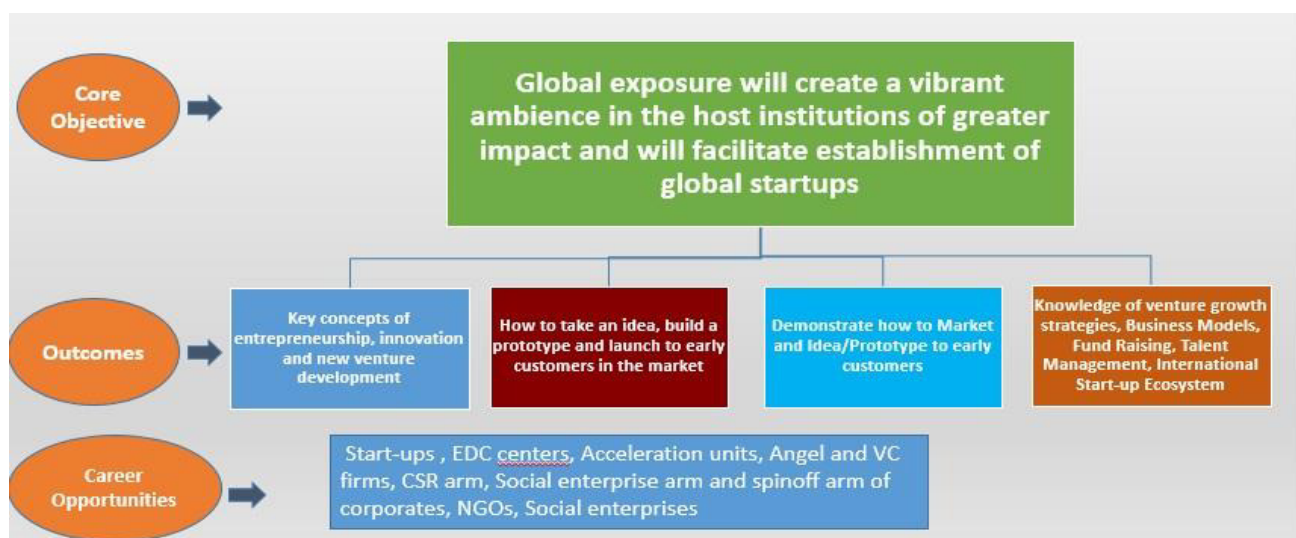 Core
Objective
Global exposure will create a vibrant
ambience in the host institutions of greater
impact and will facilitate establishment of
global startups
Outcomes
Key concepts of
entrepreneurship, innovation
and new venture
development
How to take an idea, build a
prototype and launch to early
customers in the market
Demonstrate how to Market
and Idea/Prototype to early
customers
Knowledge of venture growth
strategies, Business Models,
Fund Raising, Talent
Management, International
Start-up Ecosystem
Career
Opportunities
Start-ups , EDC centers, Acceleration units, Angel and VC
firms, CSR arm, Social enterprise arm and spinoff arm of
corporates, NGOs, Social enterprises